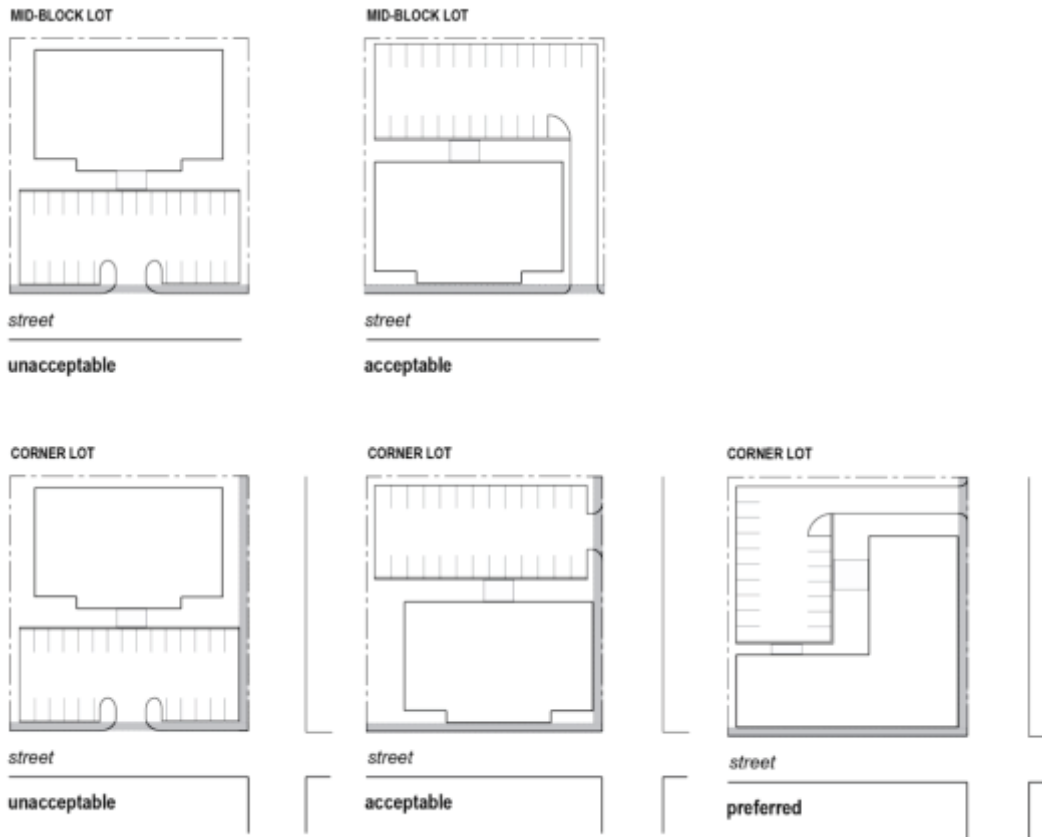 MID-BLOCK LOT
MID-BLOCK LOT
street
street
unacceptable
acceptable
CORNER LOT
CORNER LOT
CORNER LOT
street
street
street
unacceptable
acceptable
preferred